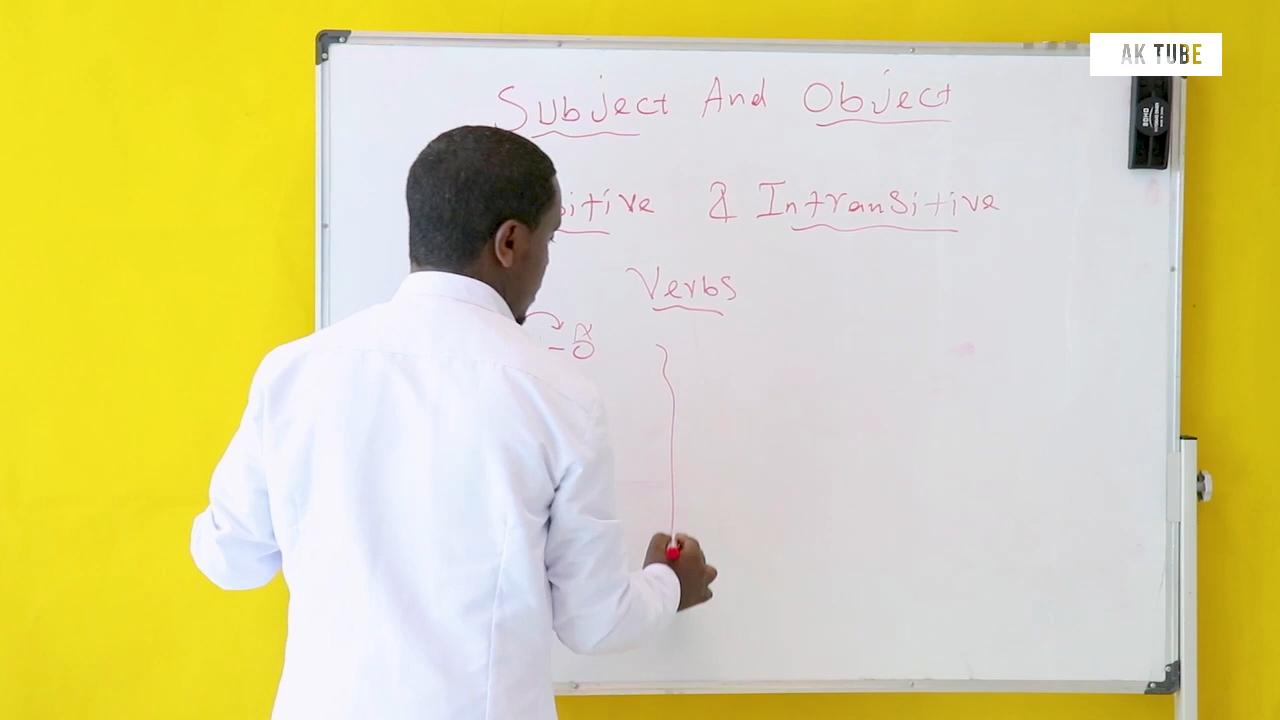 AK TUBE
Subject And Object
sitive & Intransitive
Verbs
- O